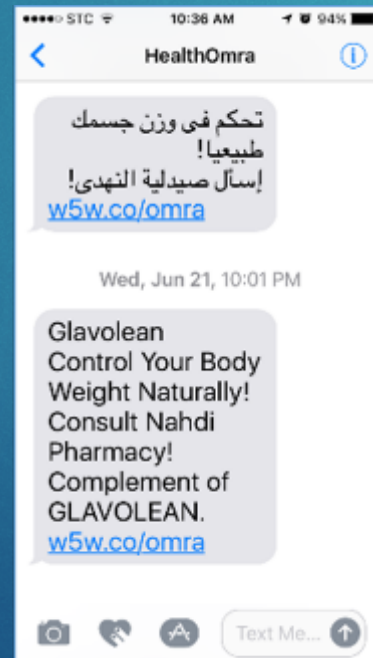 STC 10:36 AM 94%
HealthOmra
تحكم فى وزن جسمك
طبيعيا!
إسأل صيدلية النهدى!
w5w.co/omra
Wed, Jun 21, 10:01 PM
Glavolean
Control Your Body
Weight Naturally!
Consult Nahdi
Pharmacy!
Complement of
GLAVOLEAN.
w5w.co/omra
Text Me...